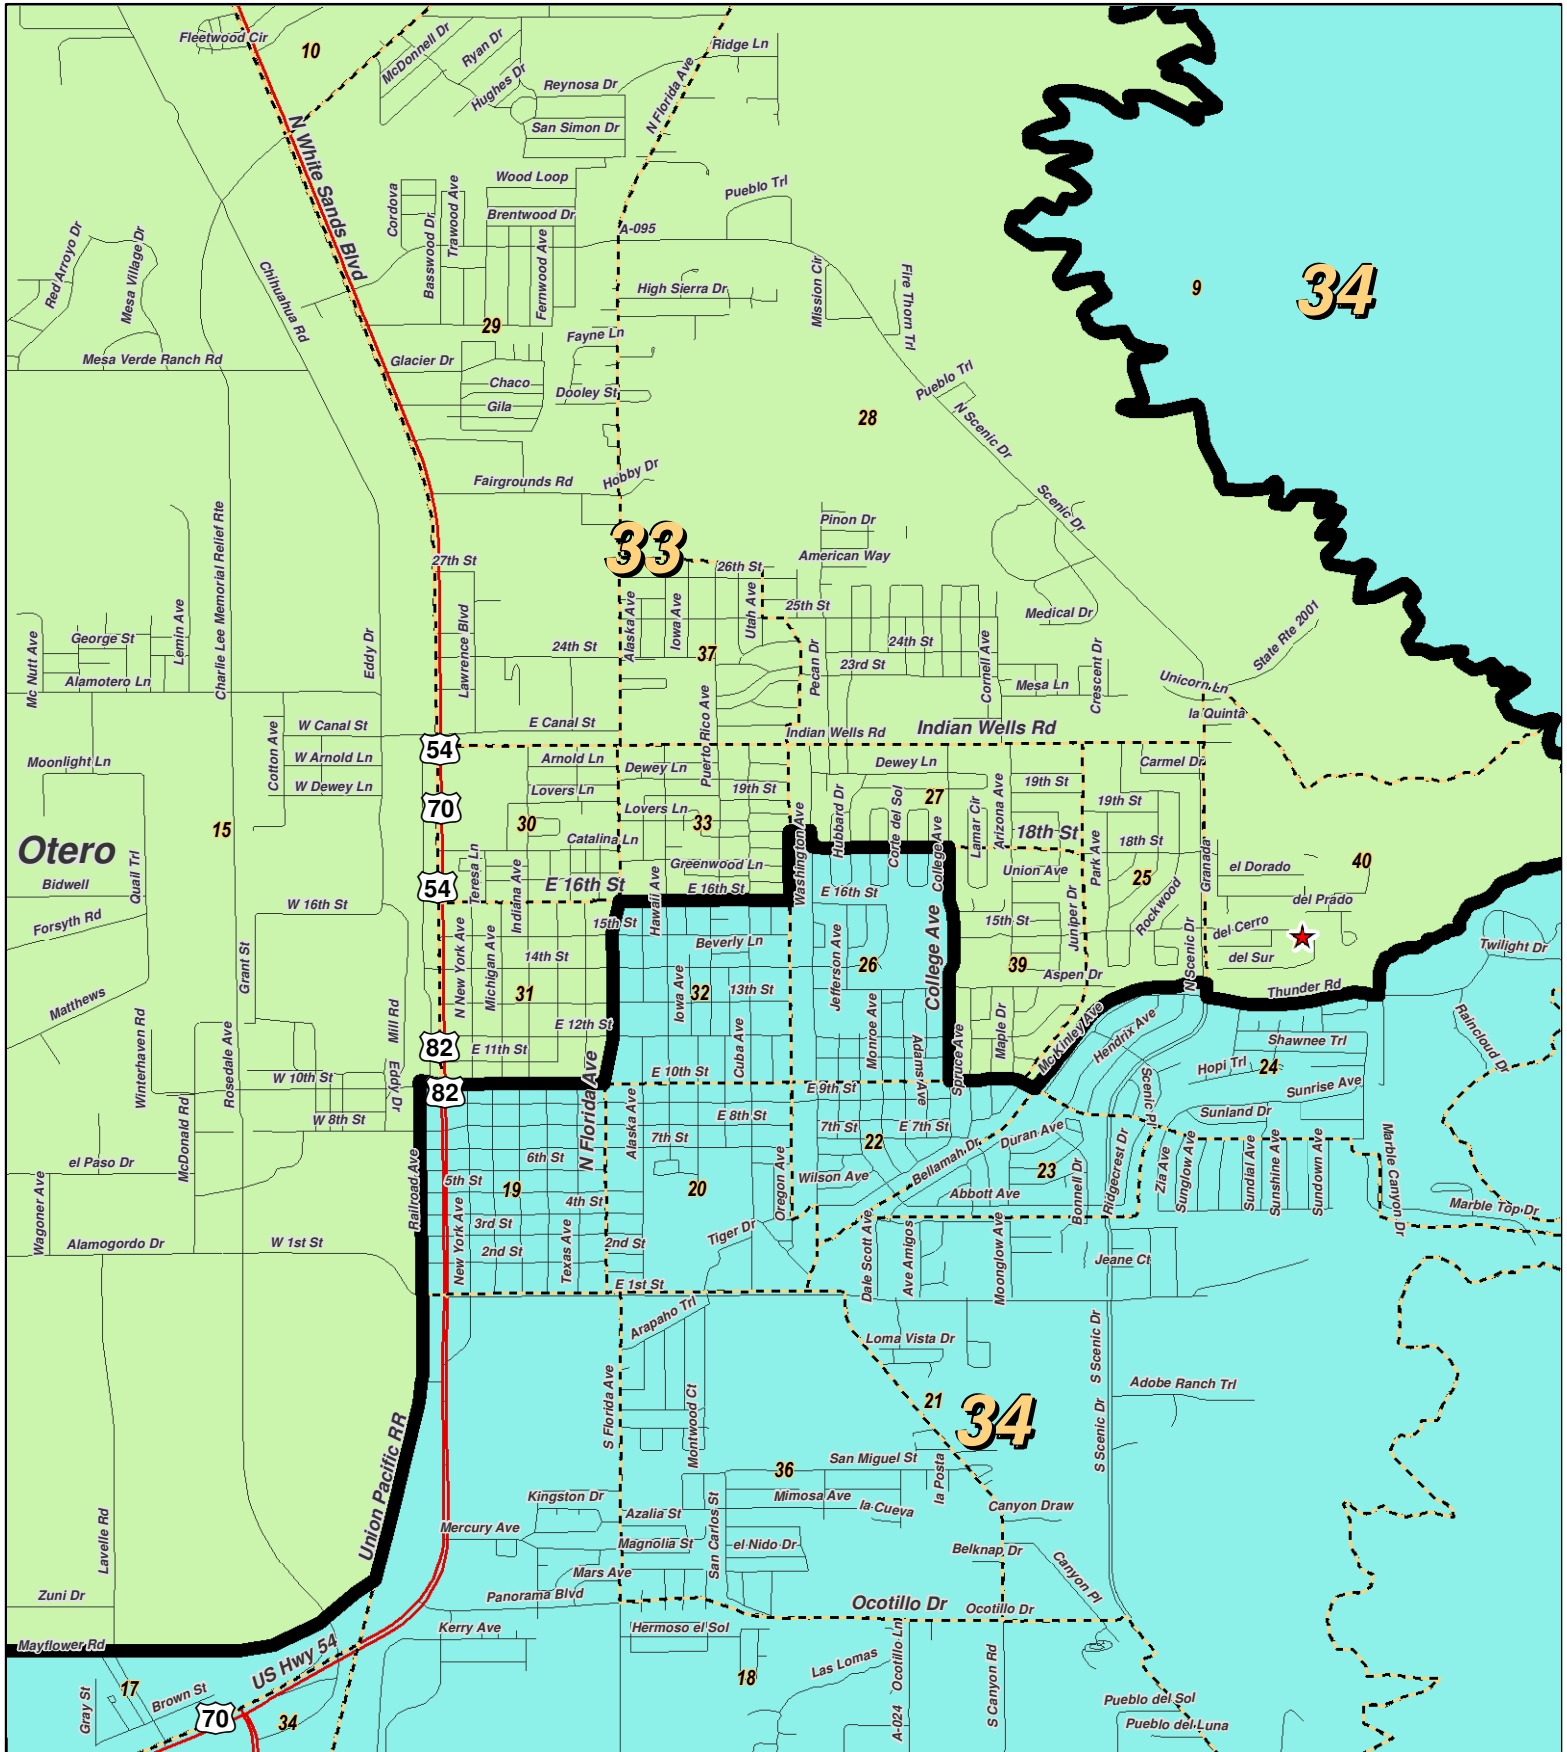 Fleetwood Cir
10
McDonnell Dr
Ryan Dr
Hughes Dr
Ridge Ln
Reynosa Dr
N Florida Ave
San Simon Dr
N White Sands Blvd
Wood Loop
Cordova
Basswood Dr
Trawood Ave
Brentwood Dr
Fernwood Ave
Pueblo Trl
A-095
Red Arroyo Dr
Mesa Village Dr
Chihuahua Rd
High Sierra Dr
Mission Cir
Fire Thorn Trl
9
34
29
Fayne Ln
Mesa Verde Ranch Rd
Glacier Dr
Chaco
Dooley St
Gila
Pueblo Trl
28
N Scenic Dr
Fairgrounds Rd
Hobby Dr
Scenic Dr
Pinon Dr
33
American Way
27th St
26th St
Charlie Lee Memorial Relief Rte
Mc Nutt Ave
George St
Lemin Ave
Eddy Dr
Lawrence Blvd
Alaska Ave
Iowa Ave
Utah Ave
25th St
Medical Dr
State Rte 2001
24th St
37
Pecan Dr
24th St
23rd St
Cornell Ave
Alamotero Ln
Mesa Ln
Crescent Dr
Unicorn Ln
la Quinta
Puerto Rico Ave
W Canal St
E Canal St
Indian Wells Rd
Indian Wells Rd
54
Cotton Ave
Moonlight Ln
W Arnold Ln
Arnold Ln
Dewey Ln
Dewey Ln
Carmel Dr
W Dewey Ln
Lovers Ln
19th St
19th St
19th St
70
Lovers Ln
Hubbard Dr
Corte del Sol
27
Lamar Cir
Arizona Ave
15
30
33
Washington Ave
College Ave
18th St
18th St
Park Ave
Otero
Catalina Ln
Greenwood Ln
Union Ave
el Dorado
40
Granada
Bidwell
Quail Trl
54
Teresa Ln
Indiana Ave
E 16th St
E 16th St
E 16th St
25
Rockwood
del Prado
W 16th St
Hawaii Ave
Forsyth Rd
15th St
15th St
Juniper Dr
del Cerro
N New York Ave
Michigan Ave
Beverly Ln
Jefferson Ave
College Ave
N Scenic Dr
Twilight Dr
14th St
26
39
Aspen Dr
del Sur
Grant St
31
Iowa Ave
32
13th St
Thunder Rd
Matthews
Winterhaven Rd
Rosedale Ave
Mill Rd
E 12th St
Monroe Ave
Maple Dr
Mc Kinley Ave
Hendrix Ave
Raincloud Dr
82
E 11th St
Cuba Ave
Adams Ave
Spruce Ave
Shawnee Trl
W 10th St
Eddy Dr
N Florida Ave
E 10th St
Hopi Trl
24
82
E 9th St
Scenic Pl
Sunrise Ave
McDonald Rd
W 8th St
Alaska Ave
E 8th St
Sunland Dr
7th St
7th St
22
E 7th St
Duran Ave
el Paso Dr
6th St
Oregon Ave
Bellamah Dr
23
Bonnell Dr
Ridgecrest Dr
Zia Ave
Sunglow Ave
Sundial Ave
Sunshine Ave
Sundown Ave
Marble Canyon Dr
Railroad Ave
5th St
19
20
Wilson Ave
Abbott Ave
Wagoner Ave
4th St
Marble Top Dr
New York Ave
3rd St
Texas Ave
Tiger Dr
Dale Scott Ave
Ave Amigos
Moonglow Ave
Alamogordo Dr
W 1st St
2nd St
2nd St
Jeane Ct
E 1st St
Arapaho Trl
Loma Vista Dr
S Scenic Dr
S Florida Ave
Montwood Ct
Adobe Ranch Trl
21
34
Union Pacific RR
San Miguel St
S Scenic Dr
36
la Posta
Lavelle Rd
Kingston Dr
San Carlos St
Mimosa Ave
la Cueva
Canyon Draw
Azalia St
Mercury Ave
Magnolia St
el Nido Dr
Belknap Dr
Canyon Pl
Mars Ave
Zuni Dr
Panorama Blvd
Ocotillo Dr
Ocotillo Dr
Kerry Ave
Hermoso el Sol
Mayflower Rd
US Hwy 54
Ocotillo Ln
S Canyon Rd
Las Lomas
17
Gray St
Brown St
18
Pueblo del Sol
70
34
A-024
Pueblo del Luna